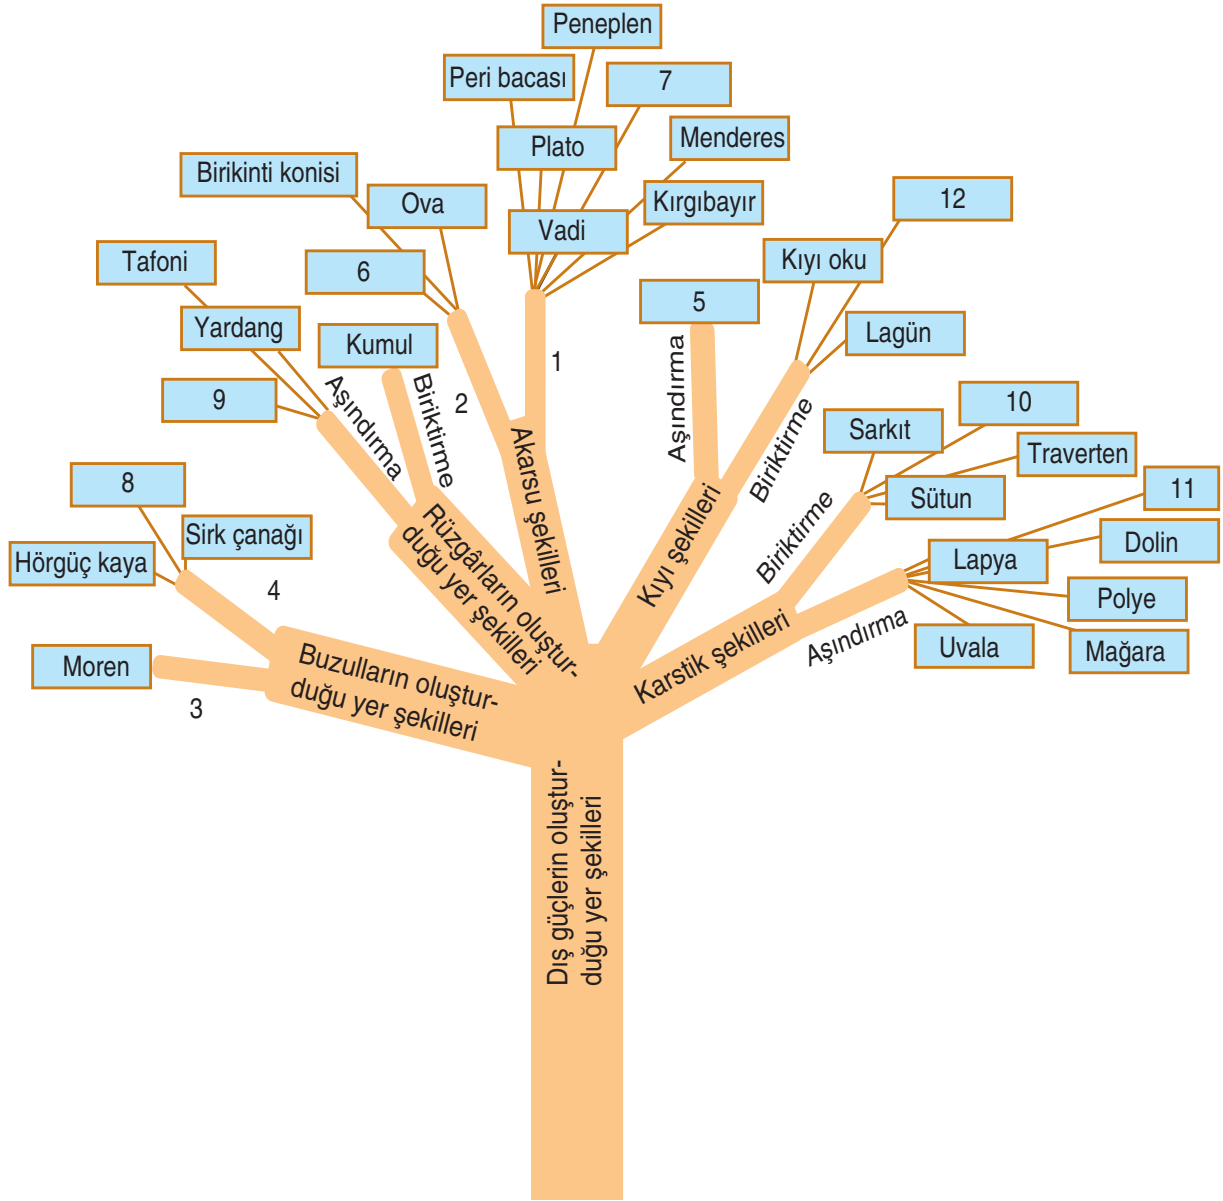 Peneplen
Peri bacası
7
Plato
Menderes
Birikinti konisi
Ova
Kırgıbayır
12
Vadi
Tafoni
6
Kıyı oku
5
Yardang
Kumul
1
Lagün
9
Aşındırma
Biriktirme
2
Aşındırma
Biriktirme
10
Sarkıt
Traverten
8
Sütun
11
Sirk çanağı
Hörgüç kaya
4
Akarsu şekilleri
Rüzgârların oluştur-
duğu yer şekilleri
Kıyı şekilleri
Biriktirme
Lapya
Dolin
Polye
Uvala
Mağara
Aşındırma
Karstik şekilleri
Moren
3
Buzulların oluştur-
duğu yer şekilleri
Dış güçlerin oluştur-
duğu yer şekilleri